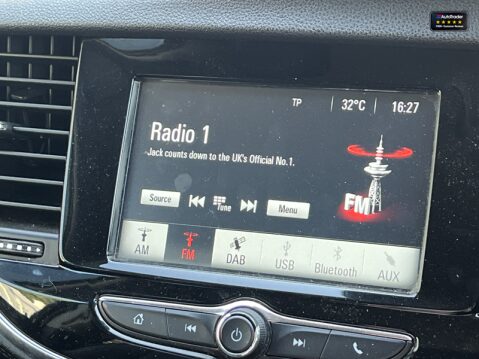 AutoTrader
TP 32°C 16:27
Radio 1
Jack counts down to the UK's Official No.1.
FM
Source Tune Menu
AM FM DAB USB Bluetooth AUX